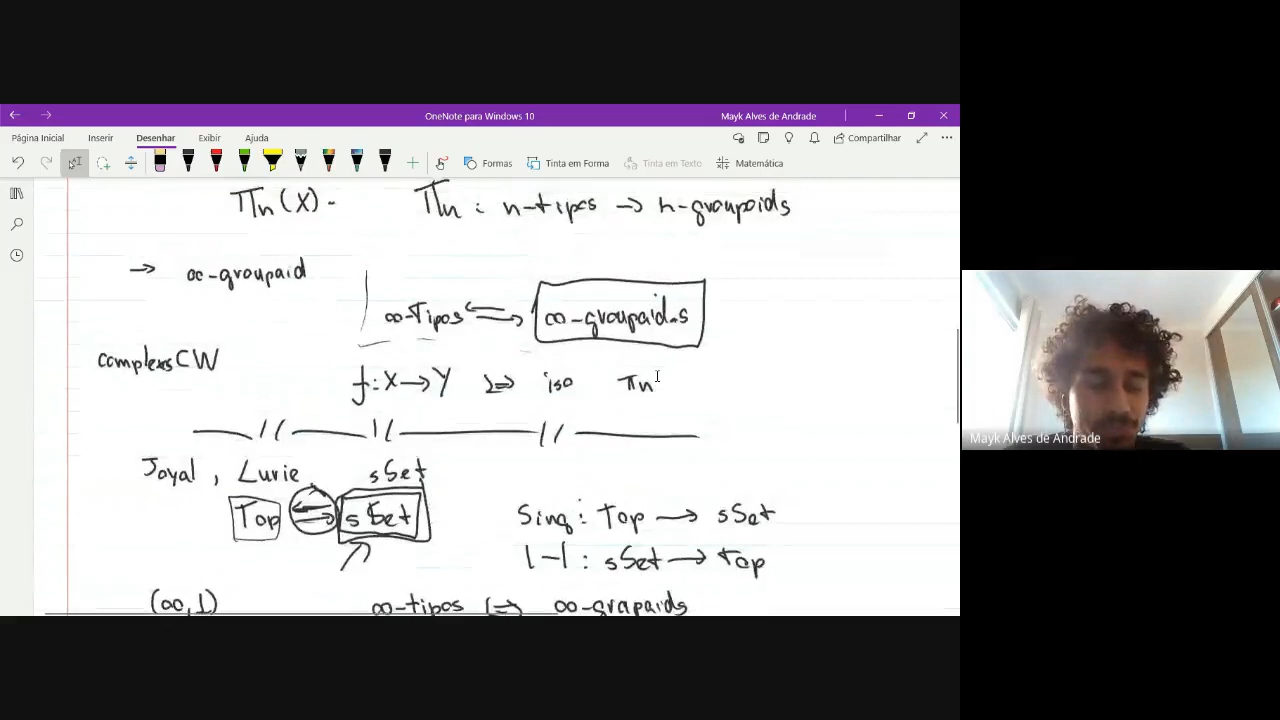 OneNote para Windows 10
Mayk Alves de Andrade
Página Inicial Inserir Desenhar Exibir Ajuda
Compartilhar
Formas Tinta em Forma Tinta em Texto Matemática
Πn(X). Πn : n-tipos → n-groupoids
→ ∞-groupoid
∞-Tipos ⇆ ∞-groupoids
complexos CW
f: X → Y ⇔ iso πn
Joyal, Lurie sSet
Top ⇆ sSet
Sing: Top → sSet
|-|: sSet → Top
(∞,1) ∞-tipos ⇔ ∞-grupoids
Mayk Alves de Andrade